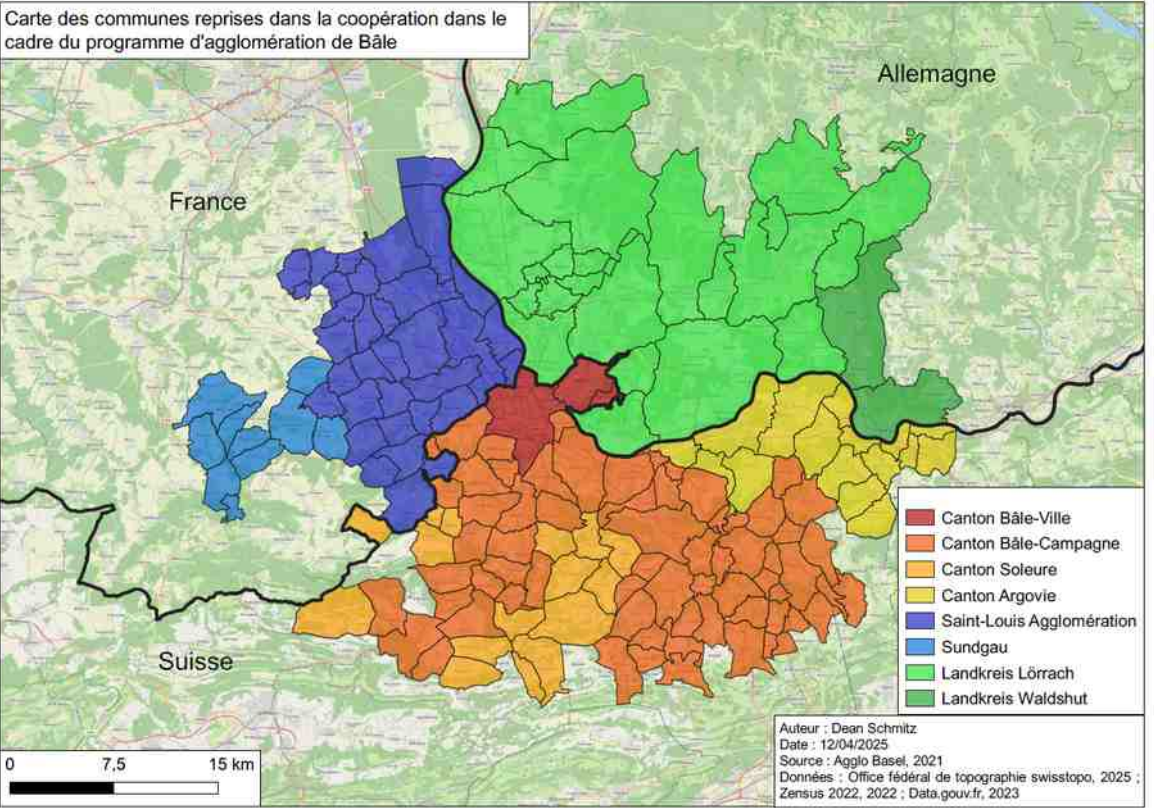 Carte des communes reprises dans la coopération dans le
cadre du programme d'agglomération de Bâle
Allemagne
France
Suisse
Canton Bâle-Ville
Canton Bâle-Campagne
Canton Soleure
Canton Argovie
Saint-Louis Agglomération
Sundgau
Landkreis Lörrach
Landkreis Waldshut
0 7,5 15 km
Auteur : Dean Schmitz
Date : 12/04/2025
Source : Agglo Basel, 2021
Données : Office fédéral de topographie swisstopo, 2025 ;
Zensus 2022, 2022 ; Data.gouv.fr, 2023